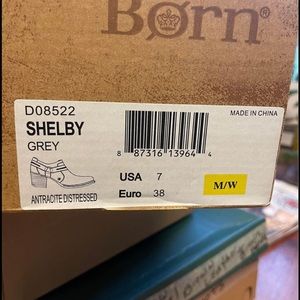 Børn®
D08522
SHELBY
GREY
MADE IN CHINA
8 87316 13964 4
USA 7
Euro 38
M/W
ANTRACITE DISTRESSED